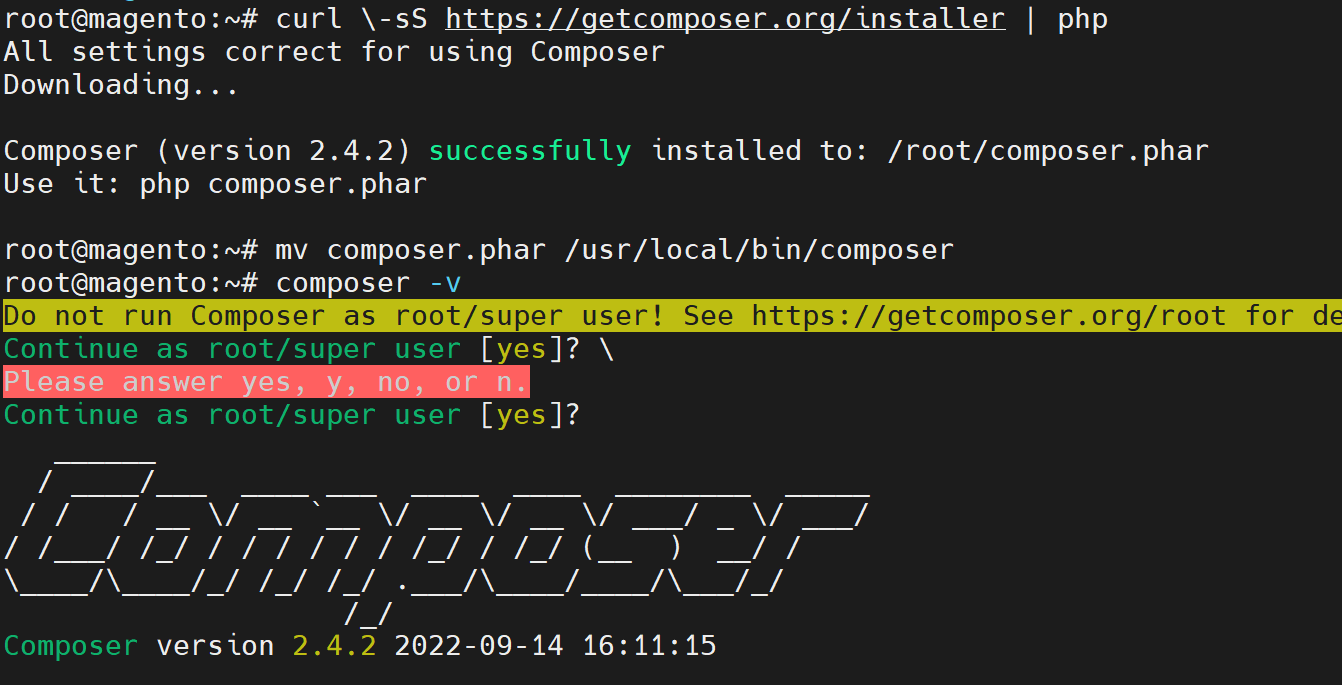 root@magento:~# curl \-sS https://getcomposer.org/installer | php
All settings correct for using Composer
Downloading...
Composer (version 2.4.2) successfully installed to: /root/composer.phar
Use it: php composer.phar
root@magento:~# mv composer.phar /usr/local/bin/composer
root@magento:~# composer -v
Do not run Composer as root/super user! See https://getcomposer.org/root for de
Continue as root/super user [yes]? \
Please answer yes, y, no, or n.
Continue as root/super user [yes]?
Composer
Composer version 2.4.2 2022-09-14 16:11:15